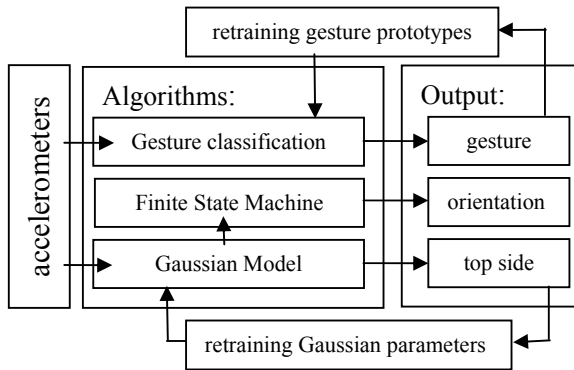 retraining gesture prototypes
accelerometers
Algorithms:
Gesture classification
Finite State Machine
Gaussian Model
Output:
gesture
orientation
top side
retraining Gaussian parameters